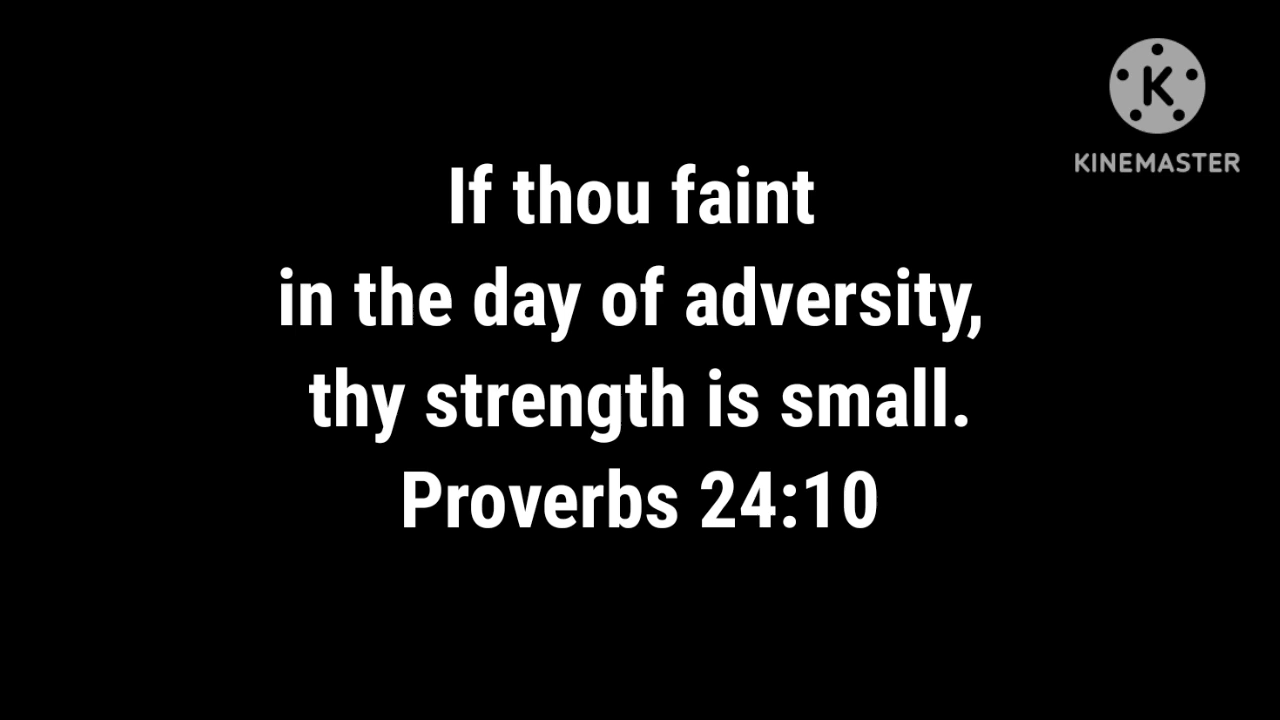 K
KINEMASTER
If thou faint
in the day of adversity,
thy strength is small.
Proverbs 24:10